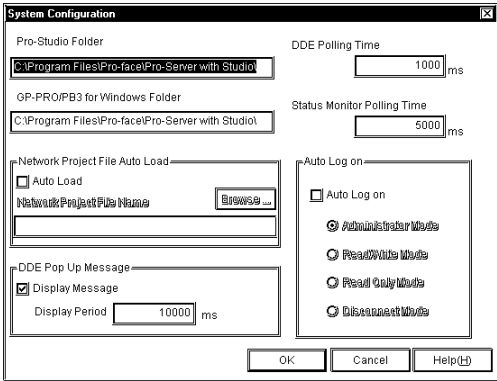 System Configuration
Pro-Studio Folder
C:\Program Files\Pro-face\Pro-Server with Studio\
GP-PRO/PB3 for Windows Folder
C:\Program Files\Pro-face\Pro-Server with Studio\
DDE Polling Time
1000 ms
Status Monitor Polling Time
5000 ms
Network Project File Auto Load
Auto Load
Network Project File Name
Browse ...
DDE Pop Up Message
Display Message
Display Period 10000 ms
Auto Log on
Auto Log on
Administrator Mode
Read/Write Mode
Read Only Mode
Disconnect Mode
OK Cancel Help(H)